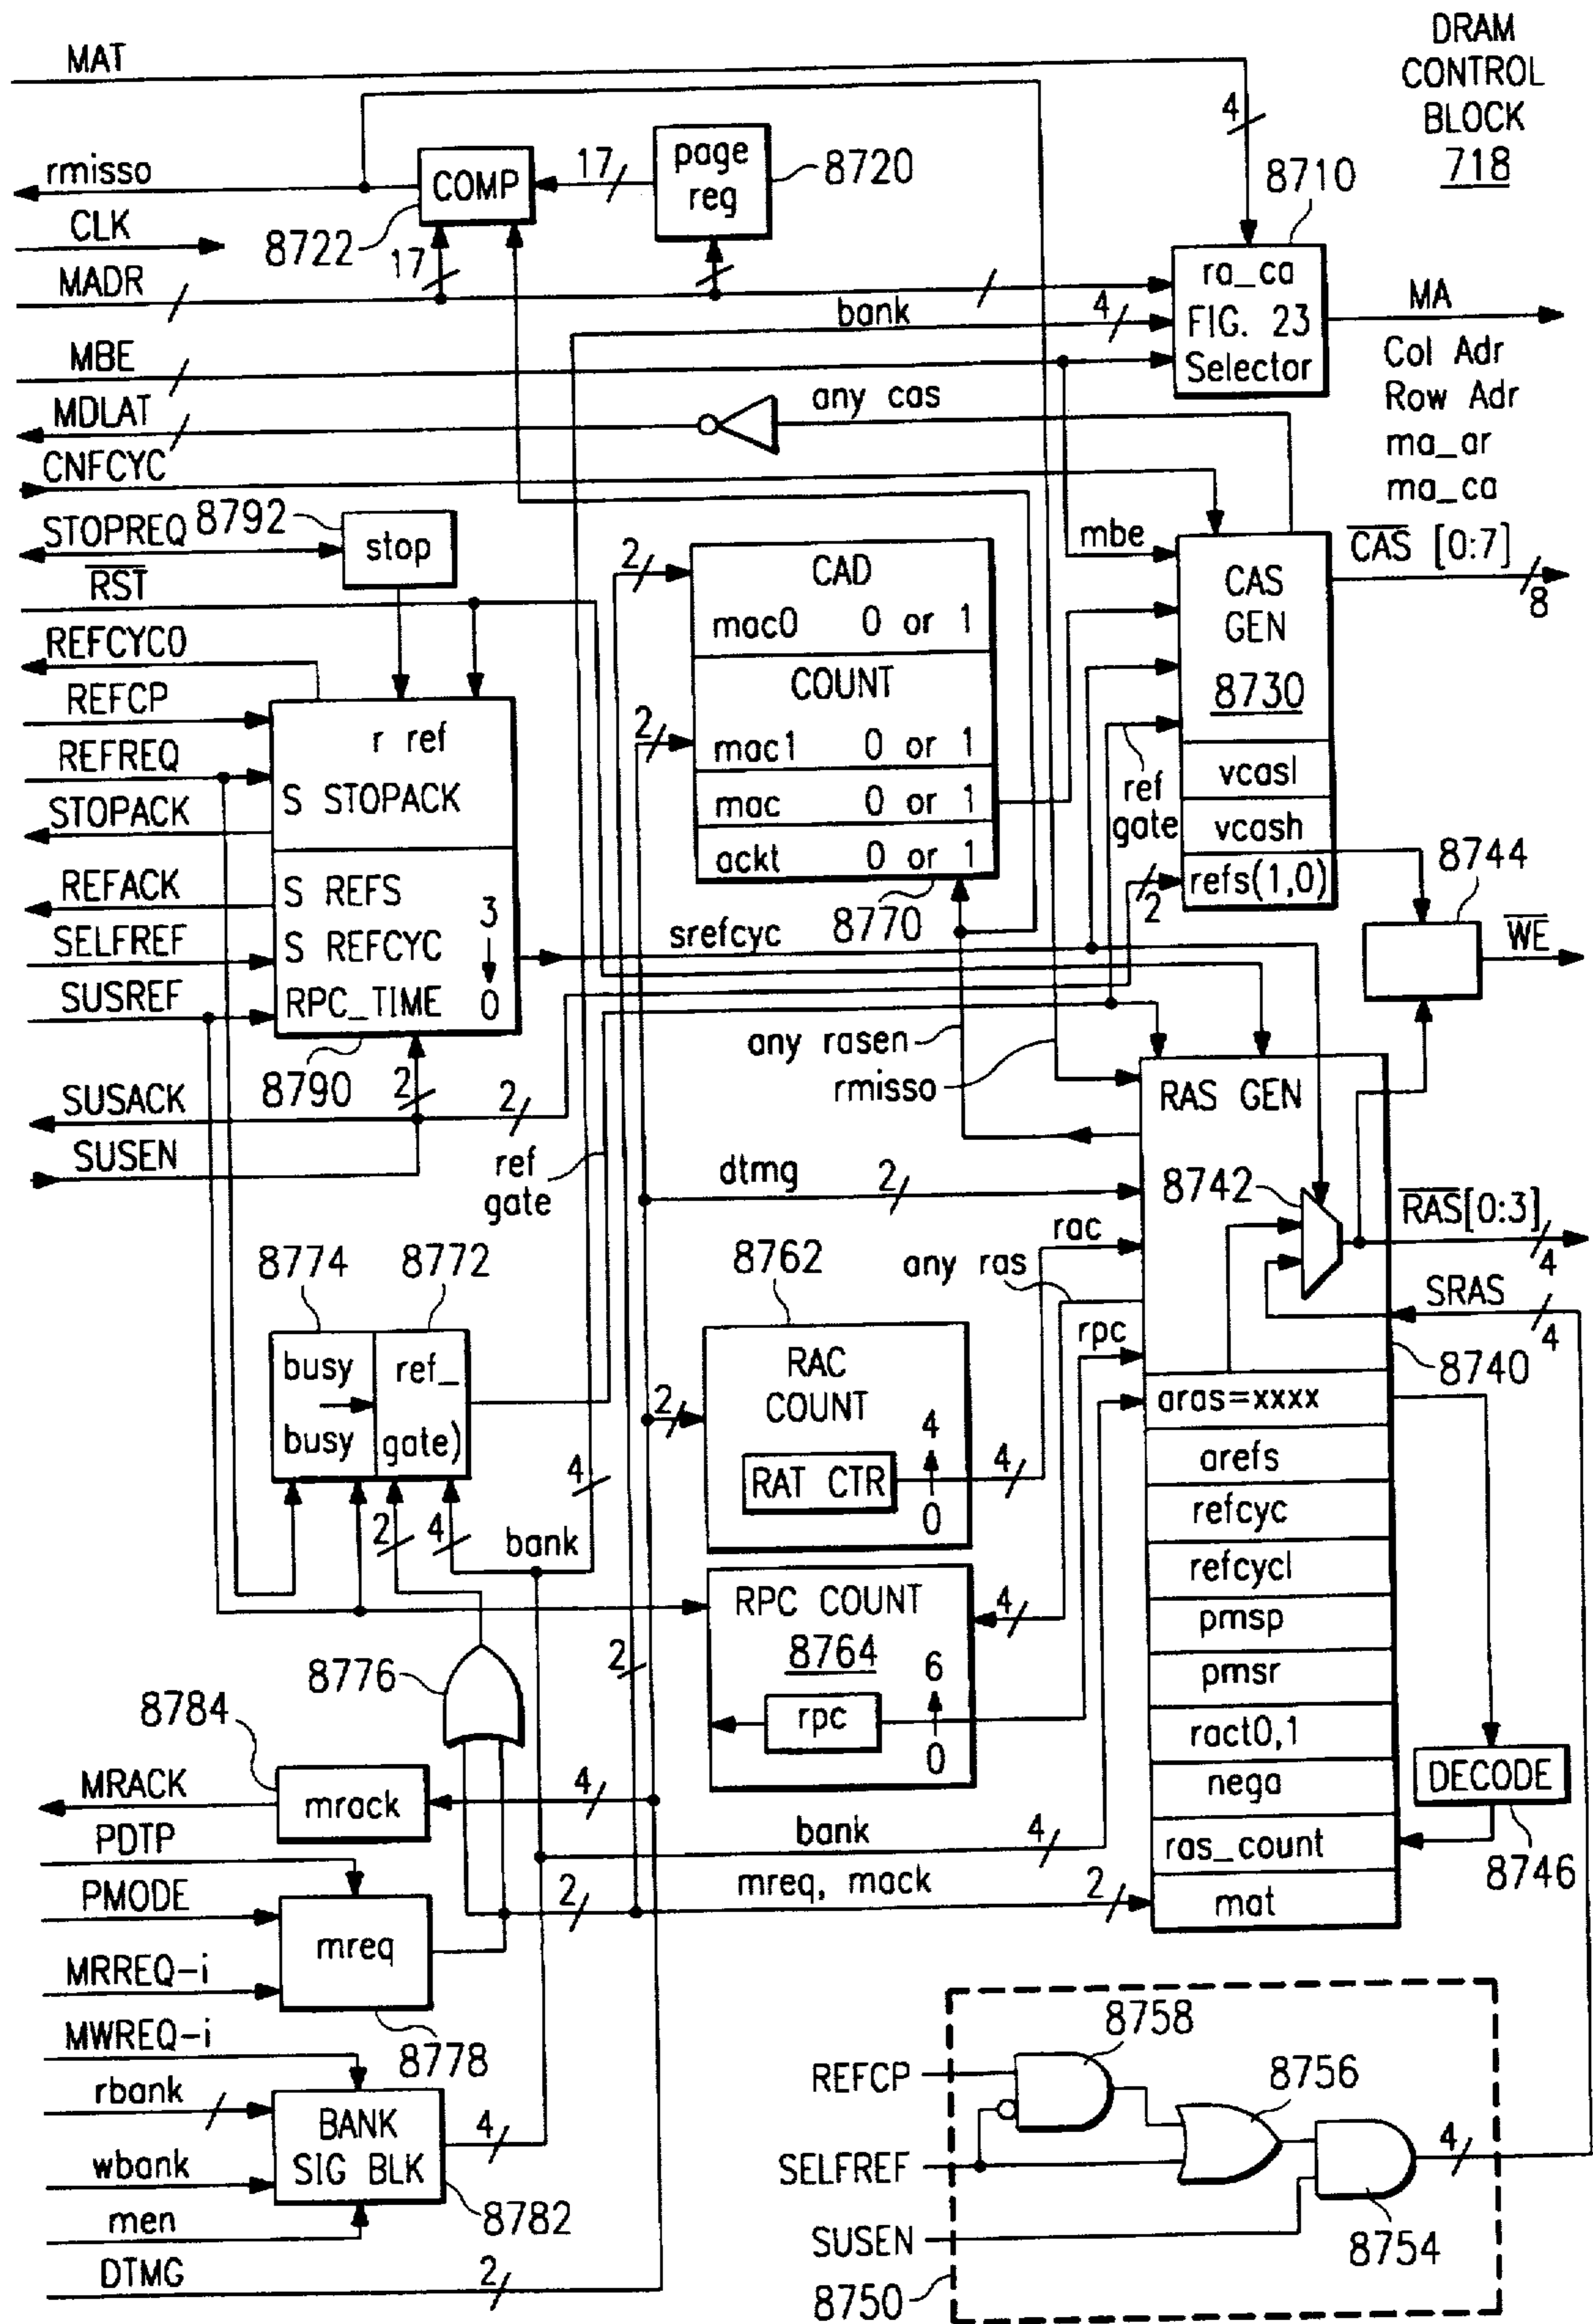 DRAM
CONTROL
BLOCK
718
MAT
4
rmisso
COMP
17
page
reg
8720
8710
CLK
8722
17
MADR
ra_ca
FIG. 23
Selector
MA
bank
4
MBE
Col Adr
Row Adr
ma_ar
ma_ca
MDLAT
any cas
CNFCYC
STOPREQ
8792
stop
2
CAD
mac0 0 or 1
mbe
CAS
GEN
8730
CAS [0:7]
8
RST
REFCYCO
REFCP
REFREQ
STOPACK
r ref
S STOPACK
2
COUNT
mac1 0 or 1
mac 0 or 1
ackt 0 or 1
ref
gate
vcasl
vcash
refs(1,0)
2
8744
REFACK
SELFREF
SUSREF
S REFS
S REFCYC
RPC_TIME
3
0
8770
srefcyc
WE
8790
2
any rasen
rmisso
SUSACK
2
SUSEN
ref
gate
RAS GEN
dtmg
2
8742
RAS[0:3]
4
rac
any ras
SRAS
4
8774
8772
8762
rpc
8740
busy
busy
ref_
gate)
2
RAC
COUNT
4
RAT CTR
0
4
aras=xxxx
arefs
refcyc
refcycl
pmsp
pmsr
ract0,1
nega
ras_count
mat
2
4
bank
4
RPC COUNT
8764
4
6
rpc
0
8776
2
8784
MRACK
mrack
4
DECODE
8746
PDTP
bank
4
PMODE
mreq
2
mreq, mack
2
MRREQ-i
8778
MWREQ-i
rbank
wbank
men
BANK
SIG BLK
4
8782
DTMG
2
8758
REFCP
8756
SELFREF
4
SUSEN
8754
8750